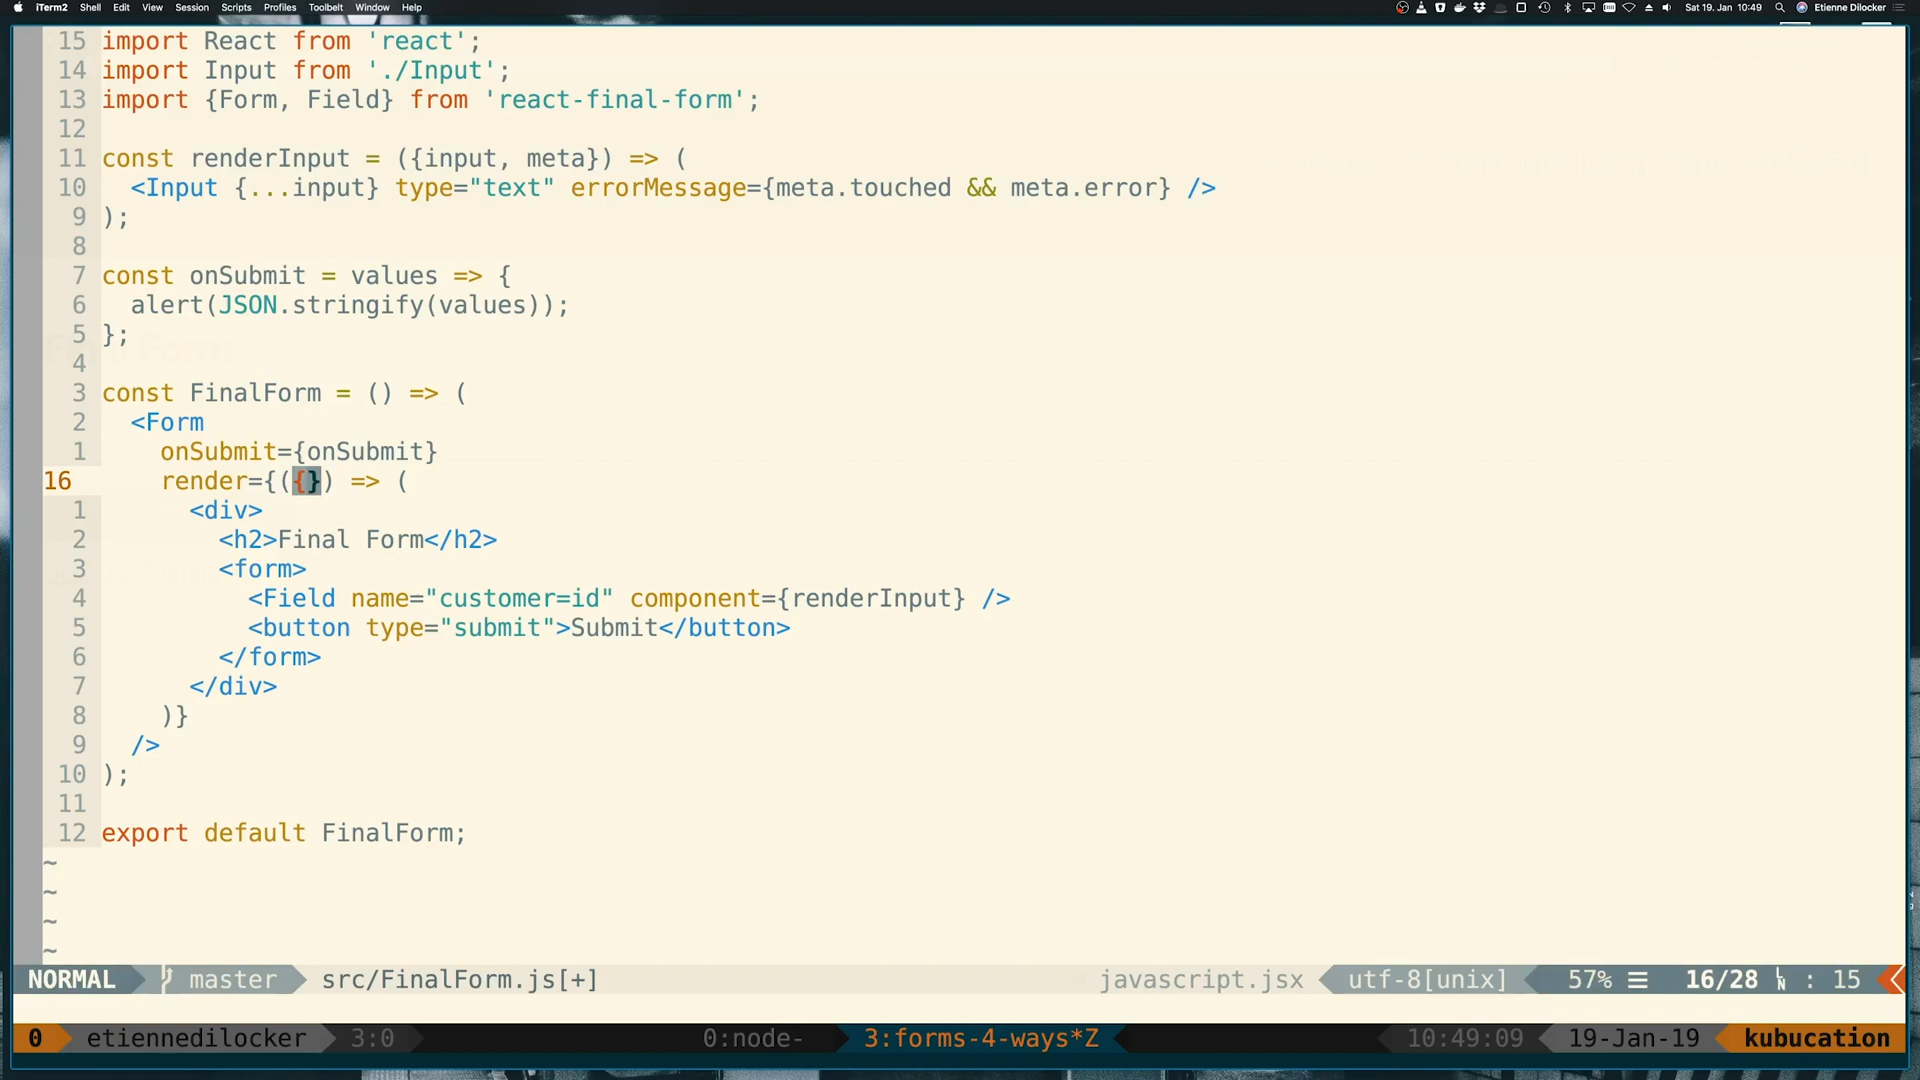 iTerm2 Shell Edit View Session Scripts Profiles Toolbelt Window Help Sat 19. Jan 10:49 Etienne Dilocker
15 import React from 'react';
14 import Input from './Input';
13 import {Form, Field} from 'react-final-form';
12
11 const renderInput = ({input, meta}) => (
10 <Input {...input} type="text" errorMessage={meta.touched && meta.error} />
9 );
8
7 const onSubmit = values => {
6 alert(JSON.stringify(values));
5 };
4
3 const FinalForm = () => (
2 <Form
1 onSubmit={onSubmit}
16 render={({}) => (
1 <div>
2 <h2>Final Form</h2>
3 <form>
4 <Field name="customer=id" component={renderInput} />
5 <button type="submit">Submit</button>
6 </form>
7 </div>
8 )}
9 />
10 );
11
12 export default FinalForm;
~
~
~
~
NORMAL master src/FinalForm.js[+] javascript.jsx utf-8[unix] 57% ☰ 16/28 LN : 15
0 etiennedilocker 3:0 0:node- 3:forms-4-ways*Z 10:49:09 19-Jan-19 kubucation